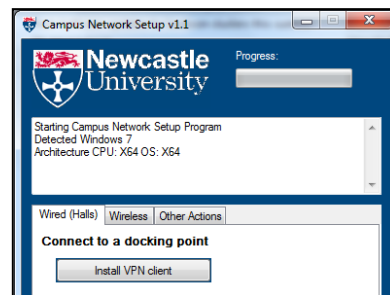 Campus Network Setup v1.1
Newcastle
University
Progress:
Starting Campus Network Setup Program
Detected Windows 7
Architecture CPU: X64 OS: X64
Wired (Halls) Wireless Other Actions
Connect to a docking point
Install VPN client